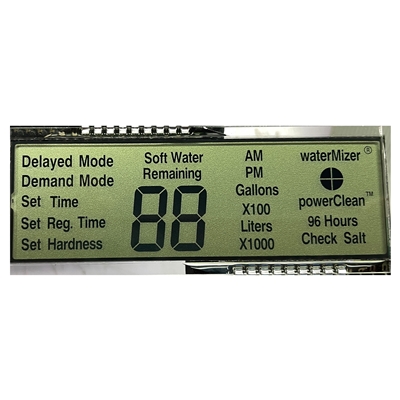 Delayed Mode
Demand Mode
Set Time
Set Reg. Time
Set Hardness
Soft Water
Remaining
88
AM
PM
Gallons
X100
Liters
X1000
waterMizer®
powerClean™
96 Hours
Check Salt